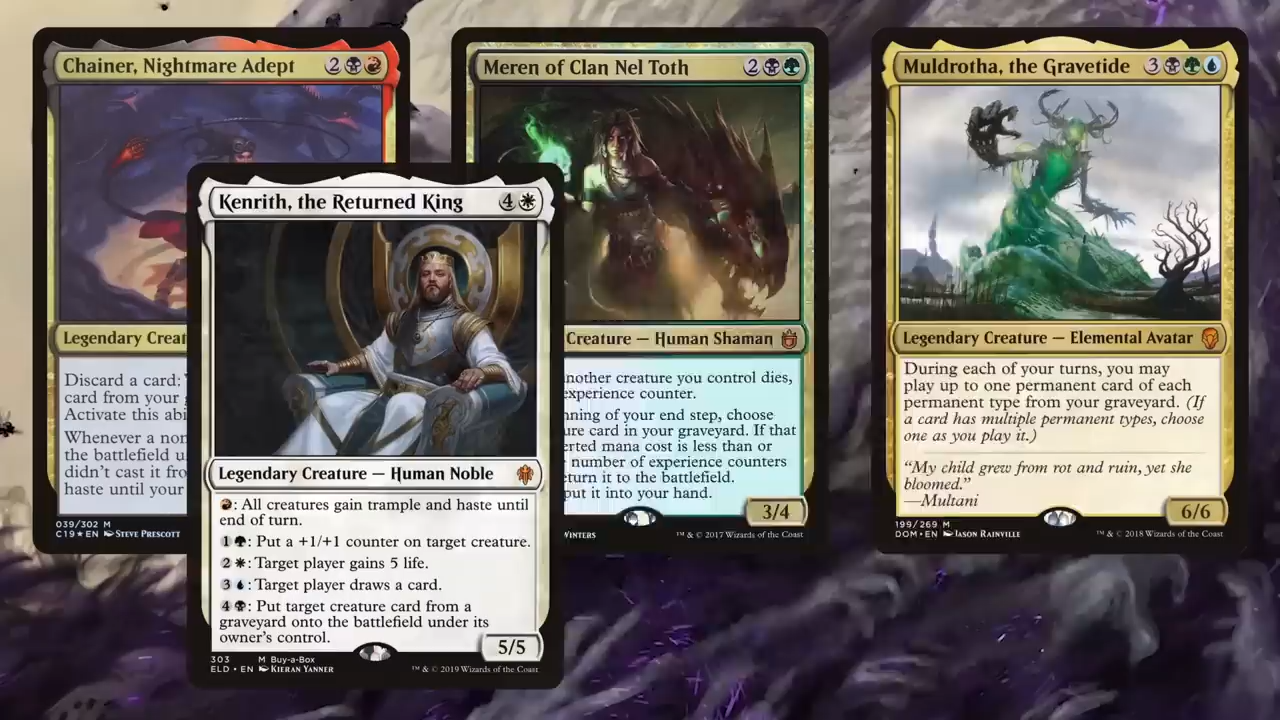 Chainer, Nightmare Adept 2
Legendary Crea
Discard a card:
card from your
Activate this abi
Whenever a non
the battlefield u
didn't cast it fro
haste until your
039/302 M
C19 ★ EN STEVE PRESCOTT
Kenrith, the Returned King 4
Legendary Creature — Human Noble
: All creatures gain trample and haste until
end of turn.
1 : Put a +1/+1 counter on target creature.
2 : Target player gains 5 life.
3 : Target player draws a card.
4 : Put target creature card from a
graveyard onto the battlefield under its
owner's control.
5/5
303 M Buy-a-Box
ELD • EN KIERAN YANNER
™ & © 2019 Wizards of the Coast
Meren of Clan Nel Toth 2
Creature — Human Shaman
nother creature you control dies,
xperience counter.
nning of your end step, choose
ure card in your graveyard. If that
erted mana cost is less than or
number of experience counters
eturn it to the battlefield.
put it into your hand.
3/4
WINTERS ™ & © 2017 Wizards of the Coast
Muldrotha, the Gravetide 3
Legendary Creature — Elemental Avatar
During each of your turns, you may
play up to one permanent card of each
permanent type from your graveyard. (If
a card has multiple permanent types, choose
one as you play it.)
"My child grew from rot and ruin, yet she
bloomed."
—Multani
6/6
199/269 M
DOM • EN JASON RAINVILLE
™ & © 2018 Wizards of the Coast